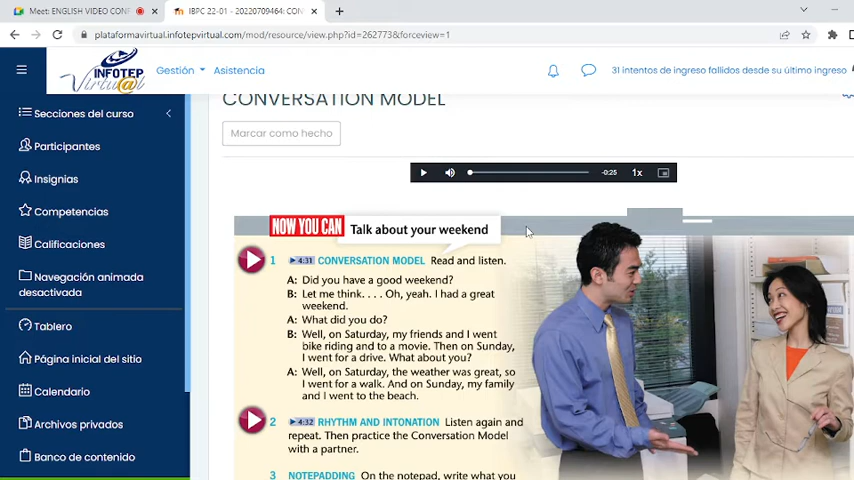 Meet: ENGLISH VIDEO CONF
IBPC 22-01 - 20220709464: CON
plataformavirtual.infotepvirtual.com/mod/resource/view.php?id=262773&forceview=1
INFOTEP
Virtu@l
Gestión
Asistencia
31 intentos de ingreso fallidos desde su último ingreso
Secciones del curso
Participantes
Insignias
Competencias
Calificaciones
Navegación animada
desactivada
Tablero
Página inicial del sitio
Calendario
Archivos privados
Banco de contenido
CONVERSATION MODEL
Marcar como hecho
-0:25
1x
NOW YOU CAN Talk about your weekend
1 4:31 CONVERSATION MODEL Read and listen.
A: Did you have a good weekend?
B: Let me think. . . . Oh, yeah. I had a great
weekend.
A: What did you do?
B: Well, on Saturday, my friends and I went
bike riding and to a movie. Then on Sunday,
I went for a drive. What about you?
A: Well, on Saturday, the weather was great, so
I went for a walk. And on Sunday, my family
and I went to the beach.
2 4:32 RHYTHM AND INTONATION Listen again and
repeat. Then practice the Conversation Model
with a partner.
3 NOTEPADDING On the notepad, write what you